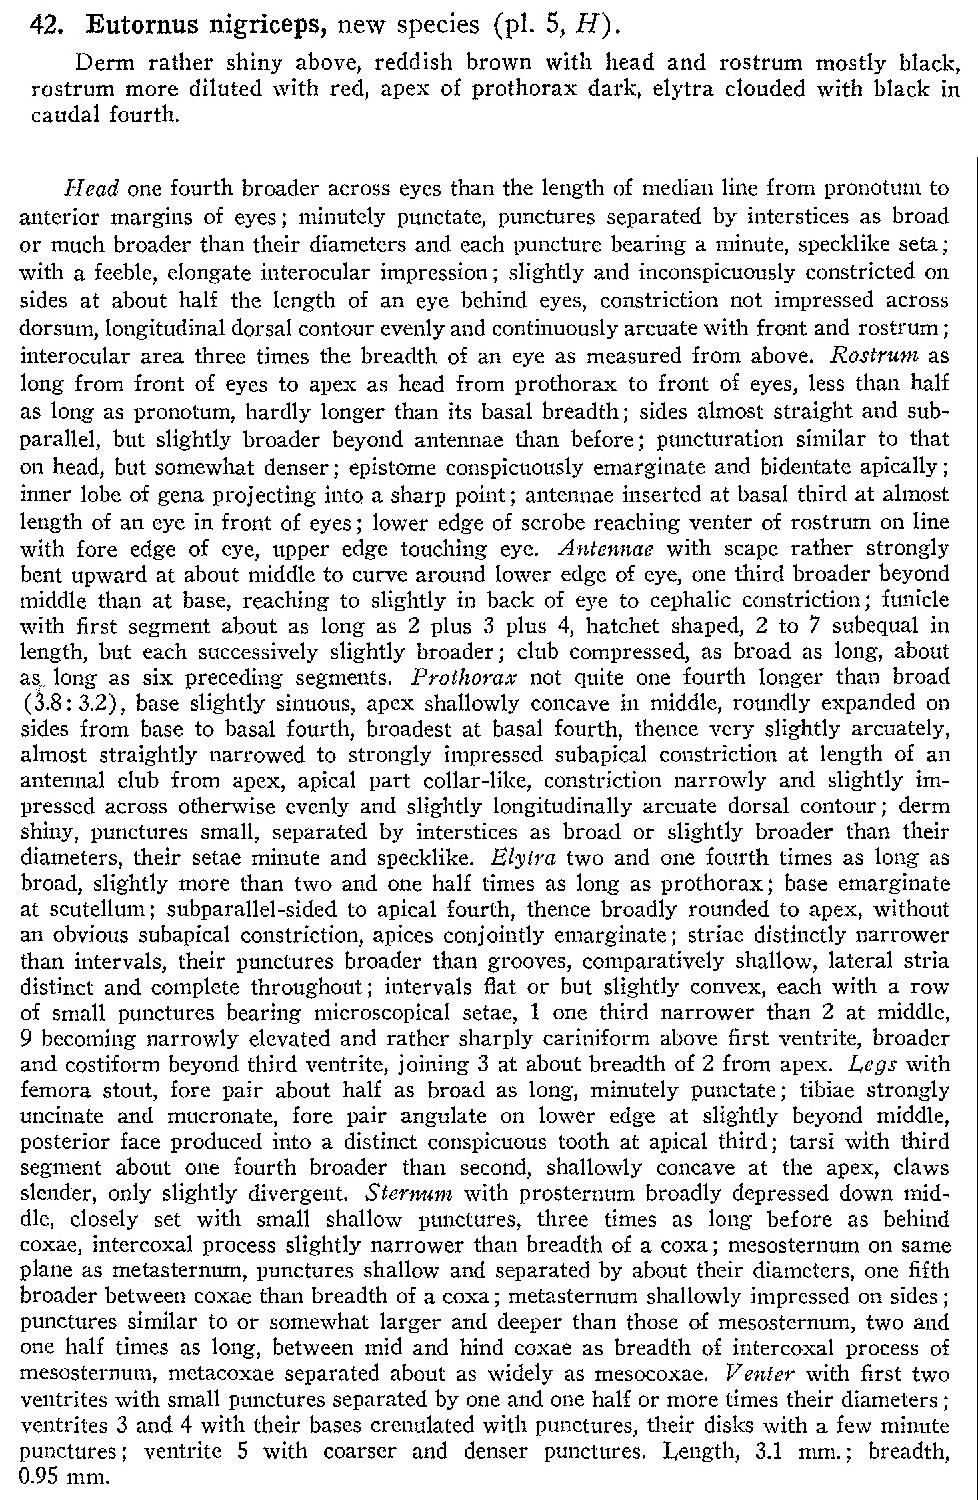 42. Eutornus nigriceps, new species (pl. 5, H).
Derm rather shiny above, reddish brown with head and rostrum mostly black,
rostrum more diluted with red, apex of prothorax dark, elytra clouded with black in
caudal fourth.
Head one fourth broader across eyes than the length of median line from pronotum to
anterior margins of eyes; minutely punctate, punctures separated by interstices as broad
or much broader than their diameters and each puncture bearing a minute, specklike seta;
with a feeble, elongate interocular impression; slightly and inconspicuously constricted on
sides at about half the length of an eye behind eyes, constriction not impressed across
dorsum, longitudinal dorsal contour evenly and continuously arcuate with front and rostrum;
interocular area three times the breadth of an eye as measured from above. Rostrum as
long from front of eyes to apex as head from prothorax to front of eyes, less than half
as long as pronotum, hardly longer than its basal breadth; sides almost straight and sub-
parallel, but slightly broader beyond antennae than before; puncturation similar to that
on head, but somewhat denser; epistome conspicuously emarginate and bidentate apically;
inner lobe of gena projecting into a sharp point; antennae inserted at basal third at almost
length of an eye in front of eyes; lower edge of scrobe reaching venter of rostrum on line
with fore edge of eye, upper edge touching eye. Antennae with scape rather strongly
bent upward at about middle to curve around lower edge of eye, one third broader beyond
middle than at base, reaching to slightly in back of eye to cephalic constriction; funicle
with first segment about as long as 2 plus 3 plus 4, hatchet shaped, 2 to 7 subequal in
length, but each successively slightly broader; club compressed, as broad as long, about
as long as six preceding segments. Prothorax not quite one fourth longer than broad
(3.8: 3.2), base slightly sinuous, apex shallowly concave in middle, roundly expanded on
sides from base to basal fourth, broadest at basal fourth, thence very slightly arcuately,
almost straightly narrowed to strongly impressed subapical constriction at length of an
antennal club from apex, apical part collar-like, constriction narrowly and slightly im-
pressed across otherwise evenly and slightly longitudinally arcuate dorsal contour; derm
shiny, punctures small, separated by interstices as broad or slightly broader than their
diameters, their setae minute and specklike. Elytra two and one fourth times as long as
broad, slightly more than two and one half times as long as prothorax; base emarginate
at scutellum; subparallel-sided to apical fourth, thence broadly rounded to apex, without
an obvious subapical constriction, apices conjointly emarginate; striae distinctly narrower
than intervals, their punctures broader than grooves, comparatively shallow, lateral stria
distinct and complete throughout; intervals flat or but slightly convex, each with a row
of small punctures bearing microscopical setae, 1 one third narrower than 2 at middle,
9 becoming narrowly elevated and rather sharply cariniform above first ventrite, broader
and costiform beyond third ventrite, joining 3 at about breadth of 2 from apex. Legs with
femora stout, fore pair about half as broad as long, minutely punctate; tibiae strongly
uncinate and mucronate, fore pair angulate on lower edge at slightly beyond middle,
posterior face produced into a distinct conspicuous tooth at apical third; tarsi with third
segment about one fourth broader than second, shallowly concave at the apex, claws
slender, only slightly divergent. Sternum with prosternum broadly depressed down mid-
dle, closely set with small shallow punctures, three times as long before as behind
coxae, intercoxal process slightly narrower than breadth of a coxa; mesosternum on same
plane as metasternum, punctures shallow and separated by about their diameters, one fifth
broader between coxae than breadth of a coxa; metasternum shallowly impressed on sides;
punctures similar to or somewhat larger and deeper than those of mesosternum, two and
one half times as long, between mid and hind coxae as breadth of intercoxal process of
mesosternum, metacoxae separated about as widely as mesocoxae. Venter with first two
ventrites with small punctures separated by one and one half or more times their diameters;
ventrites 3 and 4 with their bases crenulated with punctures, their disks with a few minute
punctures; ventrite 5 with coarser and denser punctures. Length, 3.1 mm.; breadth,
0.95 mm.